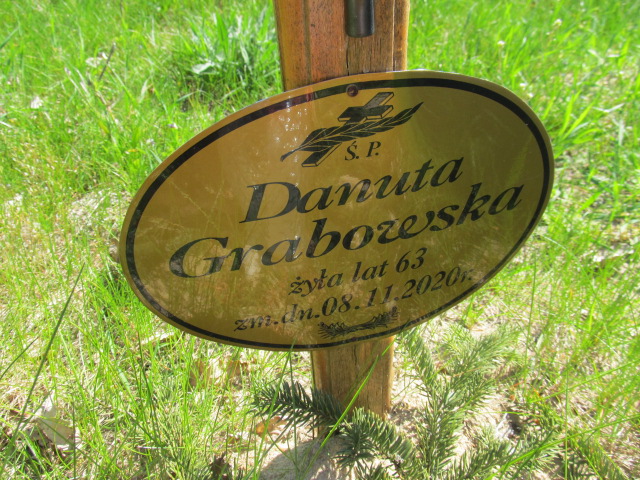 Ś.P.
Danuta
Grabowska
żyła lat 63
zm.dn.08.11.2020r.